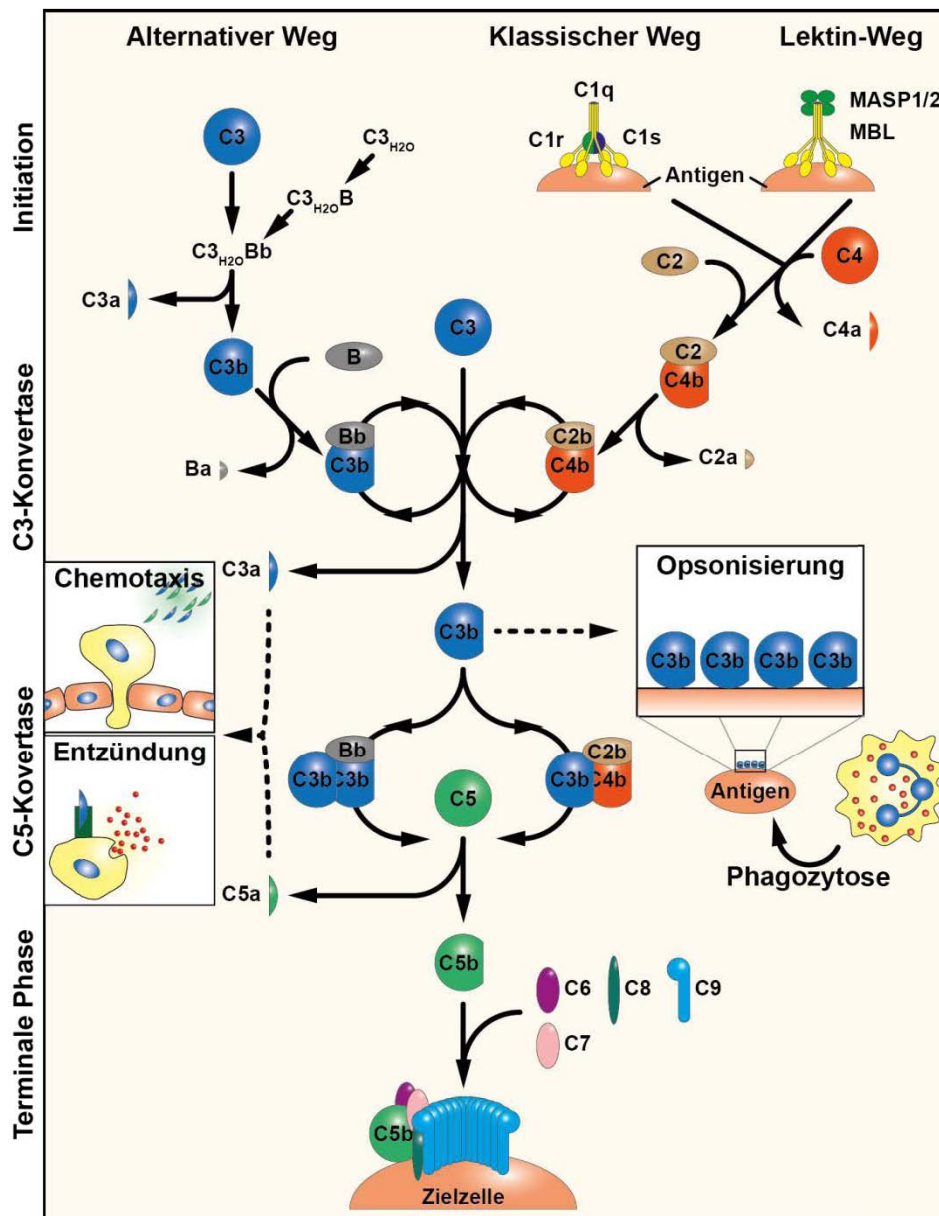 Alternativer Weg
Klassischer Weg
Lektin-Weg
Initiation
C3
C3H2O
C3H2OB
C3H2OBb
C3a
C3b
C1q
C1r
C1s
MASP1/2
MBL
Antigen
C2
C4
C4a
C2
C4b
C3-Konvertase
B
C3
Bb
C3b
Ba
C2b
C4b
C2a
C3a
C3b
Chemotaxis
Entzündung
Opsonisierung
C3b
C3b
C3b
C3b
Antigen
Phagozytose
C5-Kovertase
Bb
C3b
C3b
C5
C2b
C3b
C4b
C5a
C5b
Terminale Phase
C6
C8
C9
C7
C5b
Zielzelle